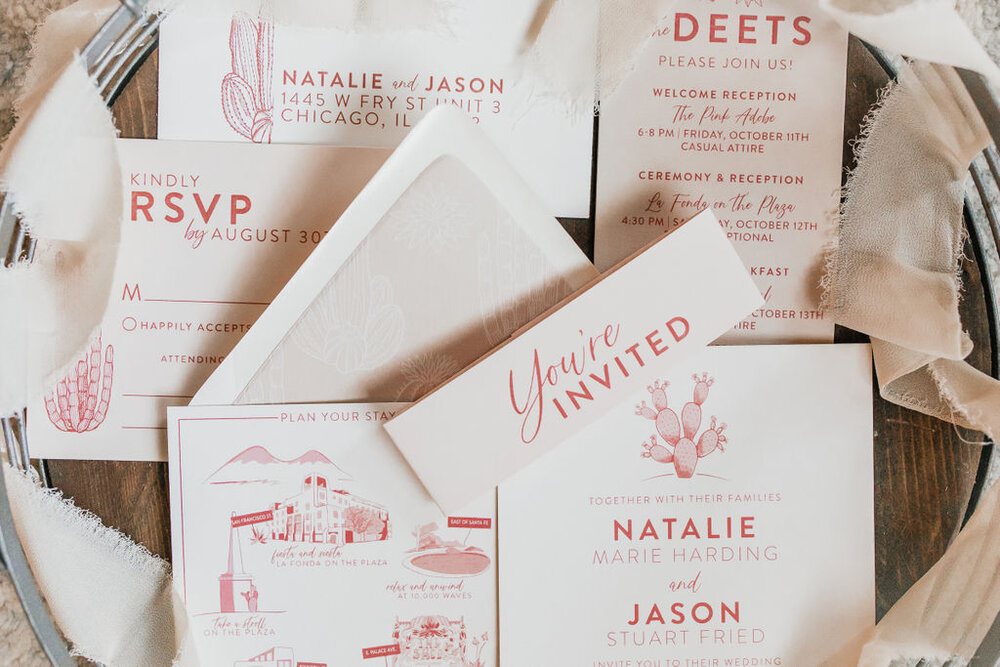 NATALIE and JASON
1445 W FRY ST UNIT 3
CHICAGO, IL
the DEETS
PLEASE JOIN US!
WELCOME RECEPTION
The Pink Adobe
6-8 PM | FRIDAY, OCTOBER 11TH
CASUAL ATTIRE
CEREMONY & RECEPTION
La Fonda on the Plaza
4:30 PM | OCTOBER 12TH
OCTOBER 13TH
ATTIRE
KINDLY
RSVP
by AUGUST 30
M
HAPPILY ACCEPTS
ATTENDING
You're
INVITED
PLAN YOUR STAY
SAN FRANCISCO ST.
fiesta and siesta
LA FONDA ON THE PLAZA
EAST OF SANTA FE
relax and unwind
AT 10,000 WAVES
take a stroll
ON THE PLAZA
E. PALACE AVE.
TOGETHER WITH THEIR FAMILIES
NATALIE
MARIE HARDING
and
JASON
STUART FRIED
INVITE YOU TO THEIR WEDDING